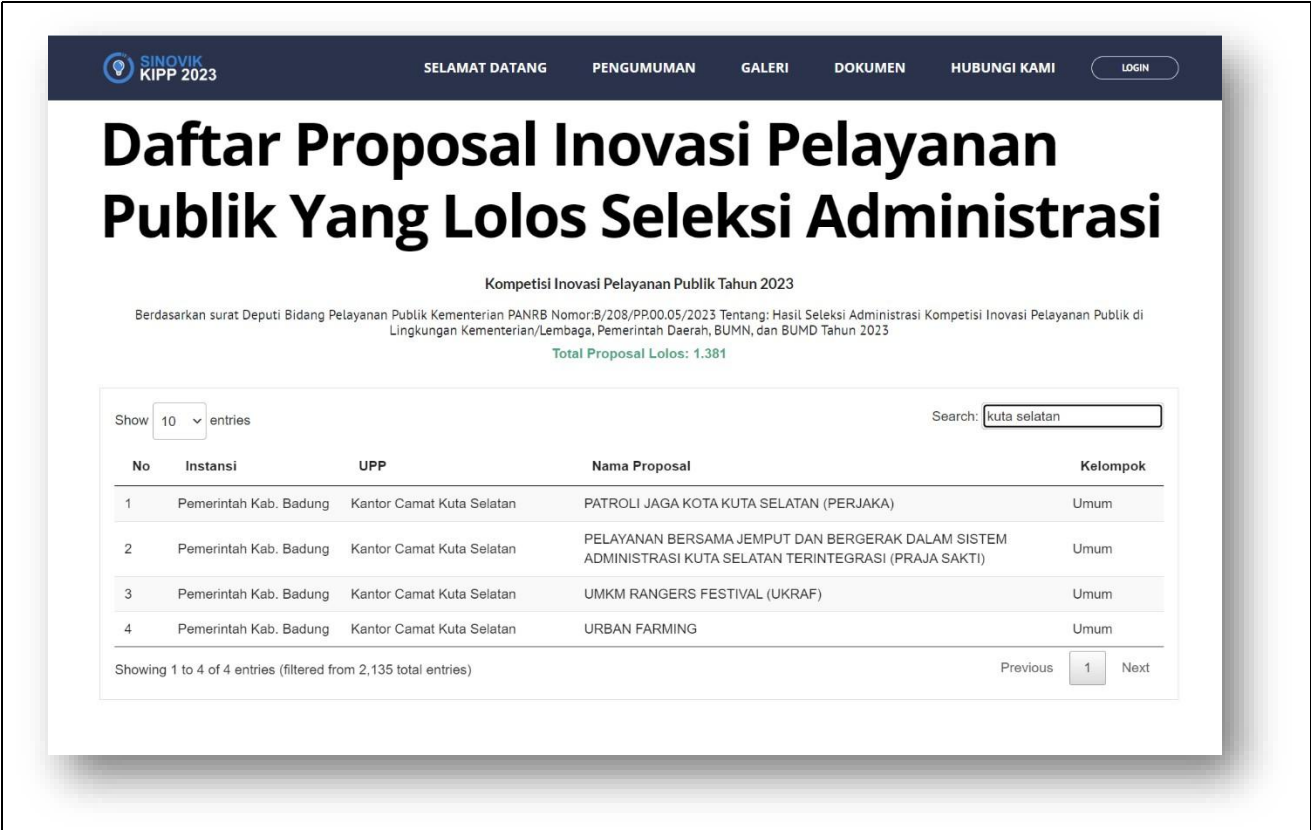 SINOVIK
KIPP 2023
SELAMAT DATANG PENGUMUMAN GALERI DOKUMEN HUBUNGI KAMI LOGIN
Daftar Proposal Inovasi Pelayanan
Publik Yang Lolos Seleksi Administrasi
Kompetisi Inovasi Pelayanan Publik Tahun 2023
Berdasarkan surat Deputi Bidang Pelayanan Publik Kementerian PANRB Nomor:B/208/PP.00.05/2023 Tentang: Hasil Seleksi Administrasi Kompetisi Inovasi Pelayanan Publik di
Lingkungan Kementerian/Lembaga, Pemerintah Daerah, BUMN, dan BUMD Tahun 2023
Total Proposal Lolos: 1.381
Show 10 entries Search: kuta selatan
No Instansi UPP Nama Proposal Kelompok
1 Pemerintah Kab. Badung Kantor Camat Kuta Selatan PATROLI JAGA KOTA KUTA SELATAN (PERJAKA) Umum
2 Pemerintah Kab. Badung Kantor Camat Kuta Selatan PELAYANAN BERSAMA JEMPUT DAN BERGERAK DALAM SISTEM
ADMINISTRASI KUTA SELATAN TERINTEGRASI (PRAJA SAKTI) Umum
3 Pemerintah Kab. Badung Kantor Camat Kuta Selatan UMKM RANGERS FESTIVAL (UKRAF) Umum
4 Pemerintah Kab. Badung Kantor Camat Kuta Selatan URBAN FARMING Umum
Showing 1 to 4 of 4 entries (filtered from 2,135 total entries) Previous 1 Next